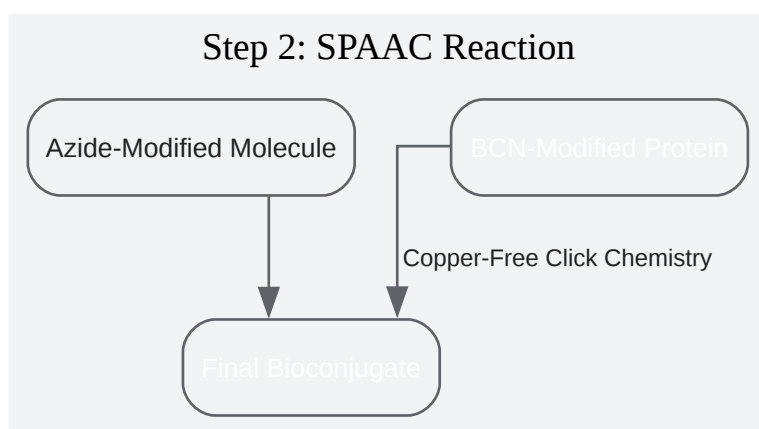 Step 2: SPAAC Reaction
Azide-Modified Molecule
BCN-Modified Protein
Copper-Free Click Chemistry
Final Bioconjugate